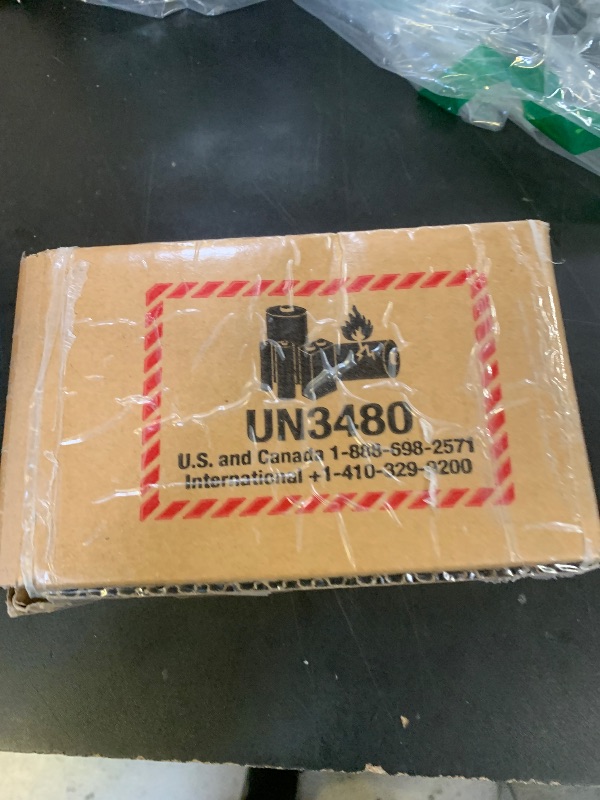 UN3480
U.S. and Canada 1-888-698-2571
International +1-410-329-9200